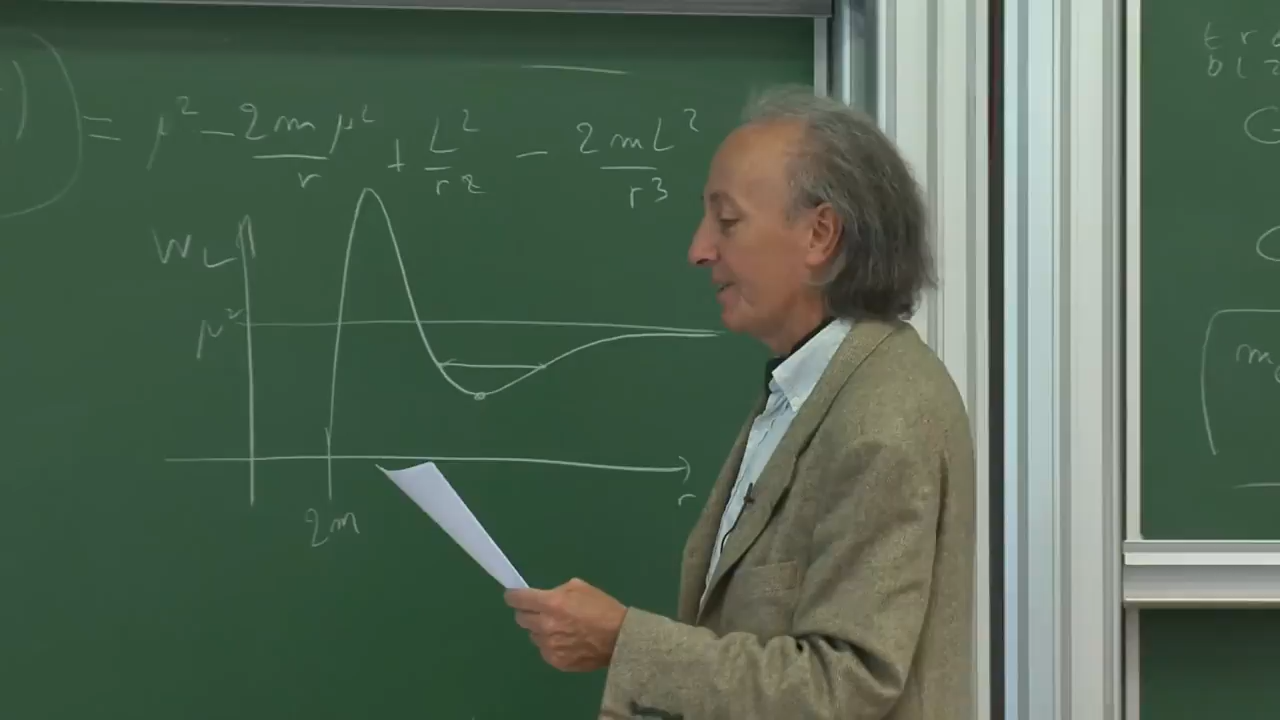 ) = μ² - 2mμ²/r + L²/r² - 2mL²/r³
W_L
μ²
r
2m
t r
b l
G
m